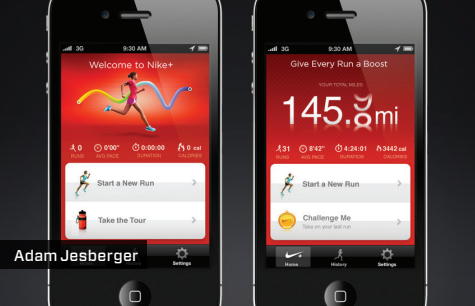 3G 9:30 AM
Welcome to Nike+
0 0'00" 0:00:00 0 cal
RUNS AVG PACE DURATION CALORIES
Start a New Run
Take the Tour
Settings
3G 9:30 AM
Give Every Run a Boost
YOUR TOTAL MILES
145. mi
31 8'42" 4:24:01 3442 cal
RUNS AVG PACE DURATION CALORIES
Start a New Run
Challenge Me
Take on your last run
Home History Settings
Adam Jesberger